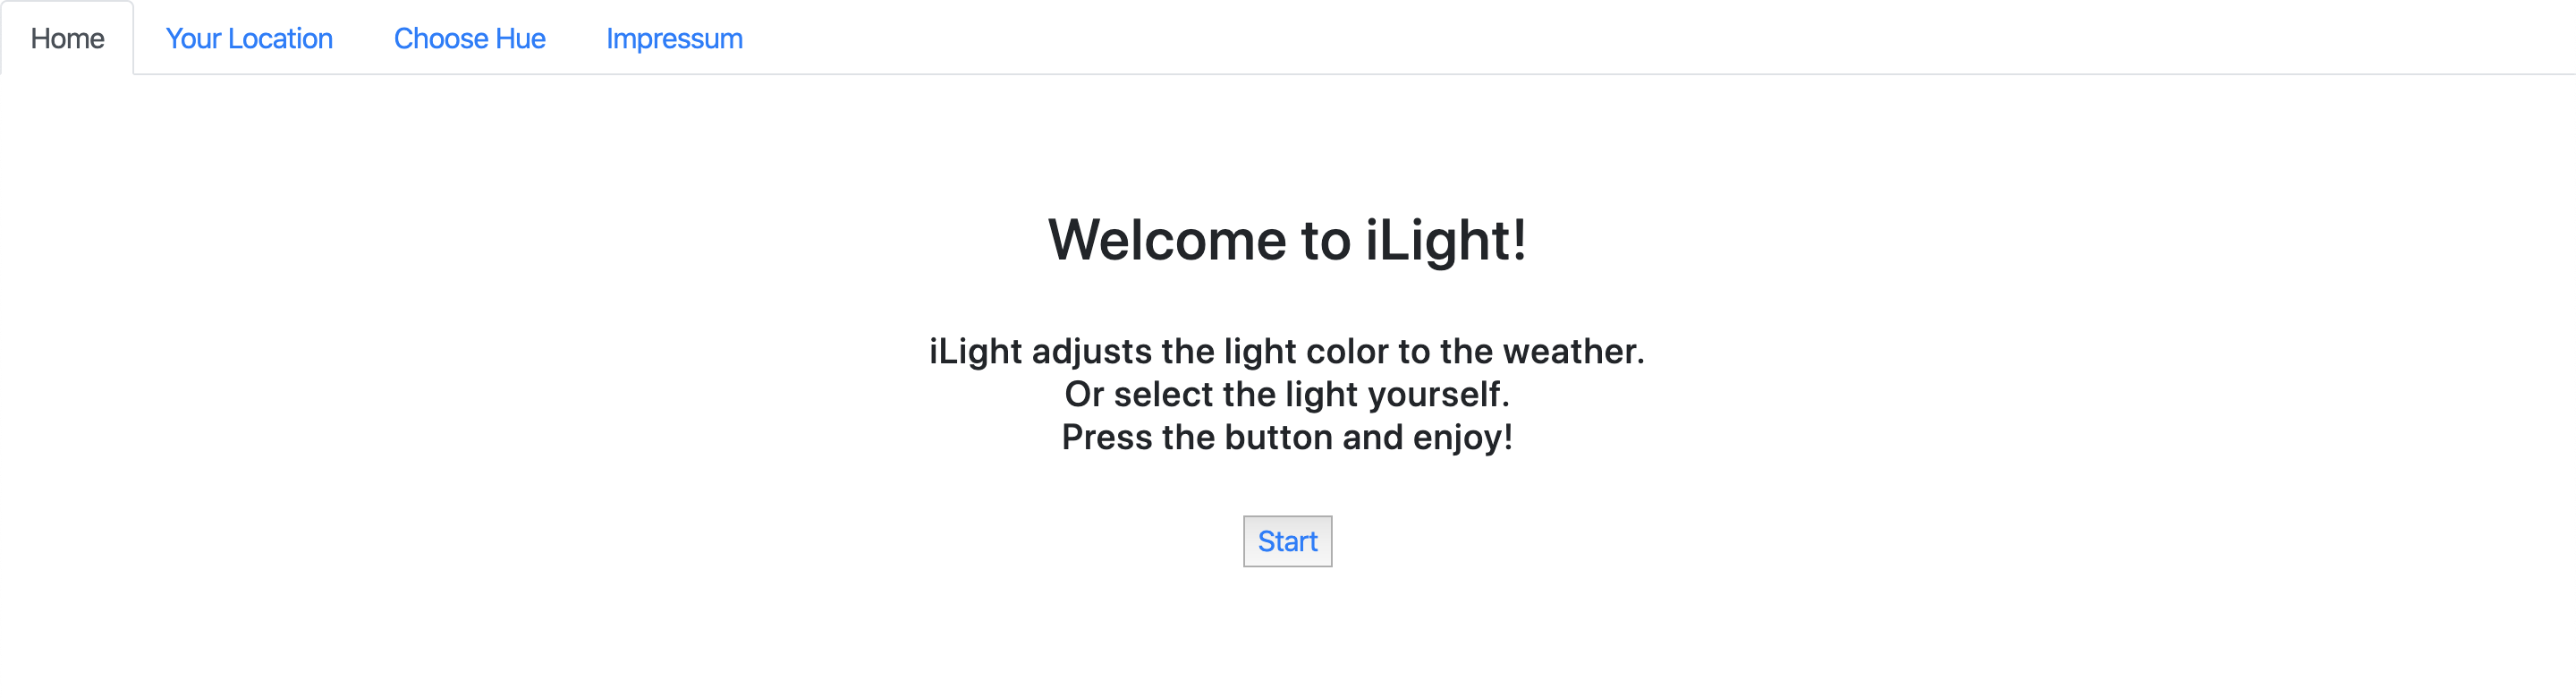 Home Your Location Choose Hue Impressum
Welcome to iLight!
iLight adjusts the light color to the weather.
Or select the light yourself.
Press the button and enjoy!
Start